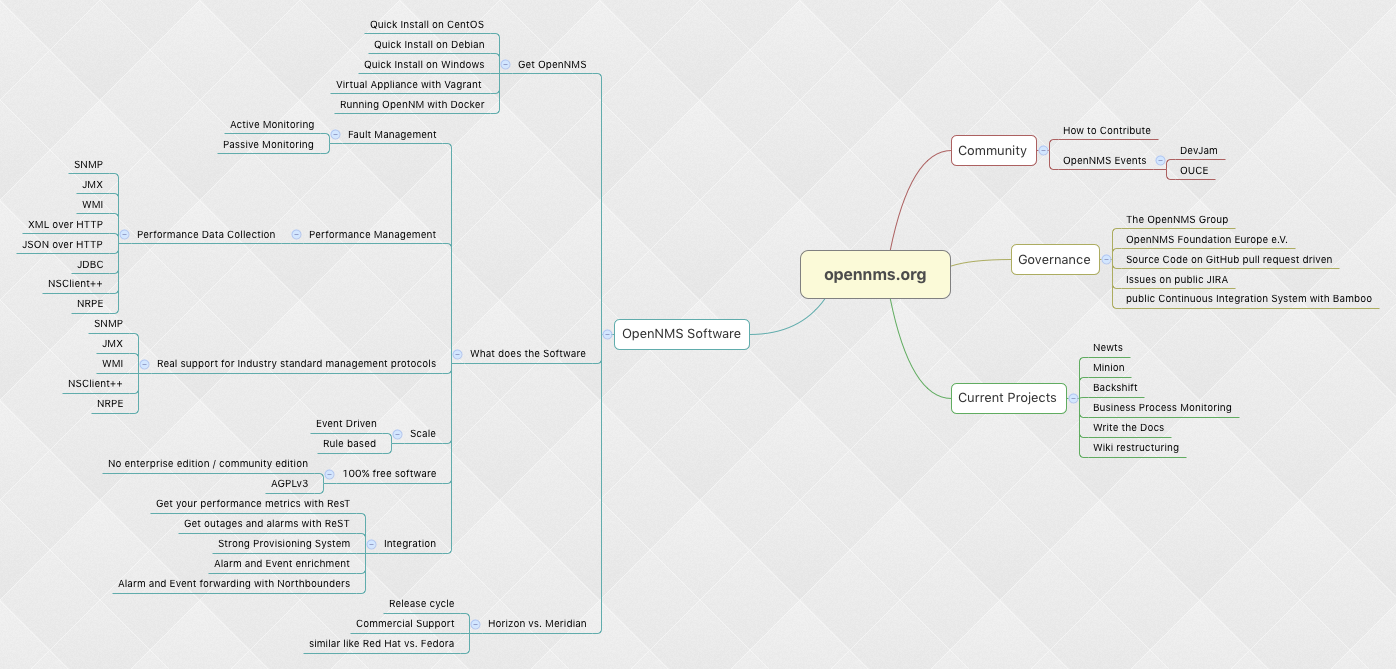 opennms.org
Community
How to Contribute
OpenNMS Events
DevJam
OUCE
Governance
The OpenNMS Group
OpenNMS Foundation Europe e.V.
Source Code on GitHub pull request driven
Issues on public JIRA
public Continuous Integration System with Bamboo
Current Projects
Newts
Minion
Backshift
Business Process Monitoring
Write the Docs
Wiki restructuring
OpenNMS Software
Get OpenNMS
Quick Install on CentOS
Quick Install on Debian
Quick Install on Windows
Virtual Appliance with Vagrant
Running OpenNM with Docker
What does the Software
Fault Management
Active Monitoring
Passive Monitoring
Performance Management
Performance Data Collection
SNMP
JMX
WMI
XML over HTTP
JSON over HTTP
JDBC
NSClient++
NRPE
Real support for Industry standard management protocols
SNMP
JMX
WMI
NSClient++
NRPE
Scale
Event Driven
Rule based
100% free software
No enterprise edition / community edition
AGPLv3
Integration
Get your performance metrics with ResT
Get outages and alarms with ReST
Strong Provisioning System
Alarm and Event enrichment
Alarm and Event forwarding with Northbounders
Horizon vs. Meridian
Release cycle
Commercial Support
similar like Red Hat vs. Fedora